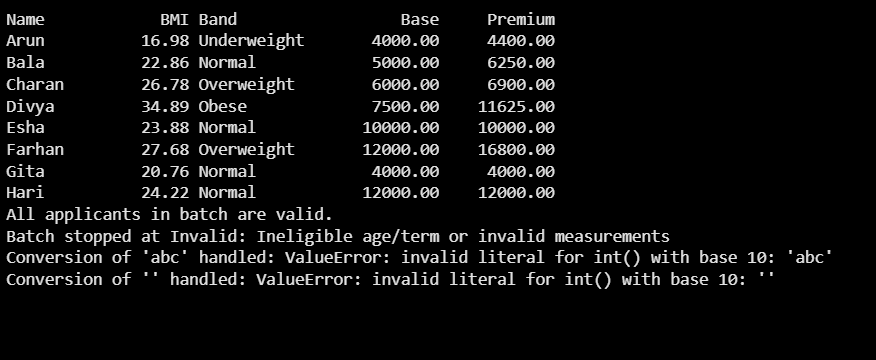 Name            BMI Band                 Base     Premium
Arun          16.98 Underweight       4000.00     4400.00
Bala          22.86 Normal            5000.00     6250.00
Charan        26.78 Overweight        6000.00     6900.00
Divya         34.89 Obese             7500.00    11625.00
Esha          23.88 Normal           10000.00    10000.00
Farhan        27.68 Overweight       12000.00    16800.00
Gita          20.76 Normal            4000.00     4000.00
Hari          24.22 Normal           12000.00    12000.00
All applicants in batch are valid.
Batch stopped at Invalid: Ineligible age/term or invalid measurements
Conversion of 'abc' handled: ValueError: invalid literal for int() with base 10: 'abc'
Conversion of '' handled: ValueError: invalid literal for int() with base 10: ''